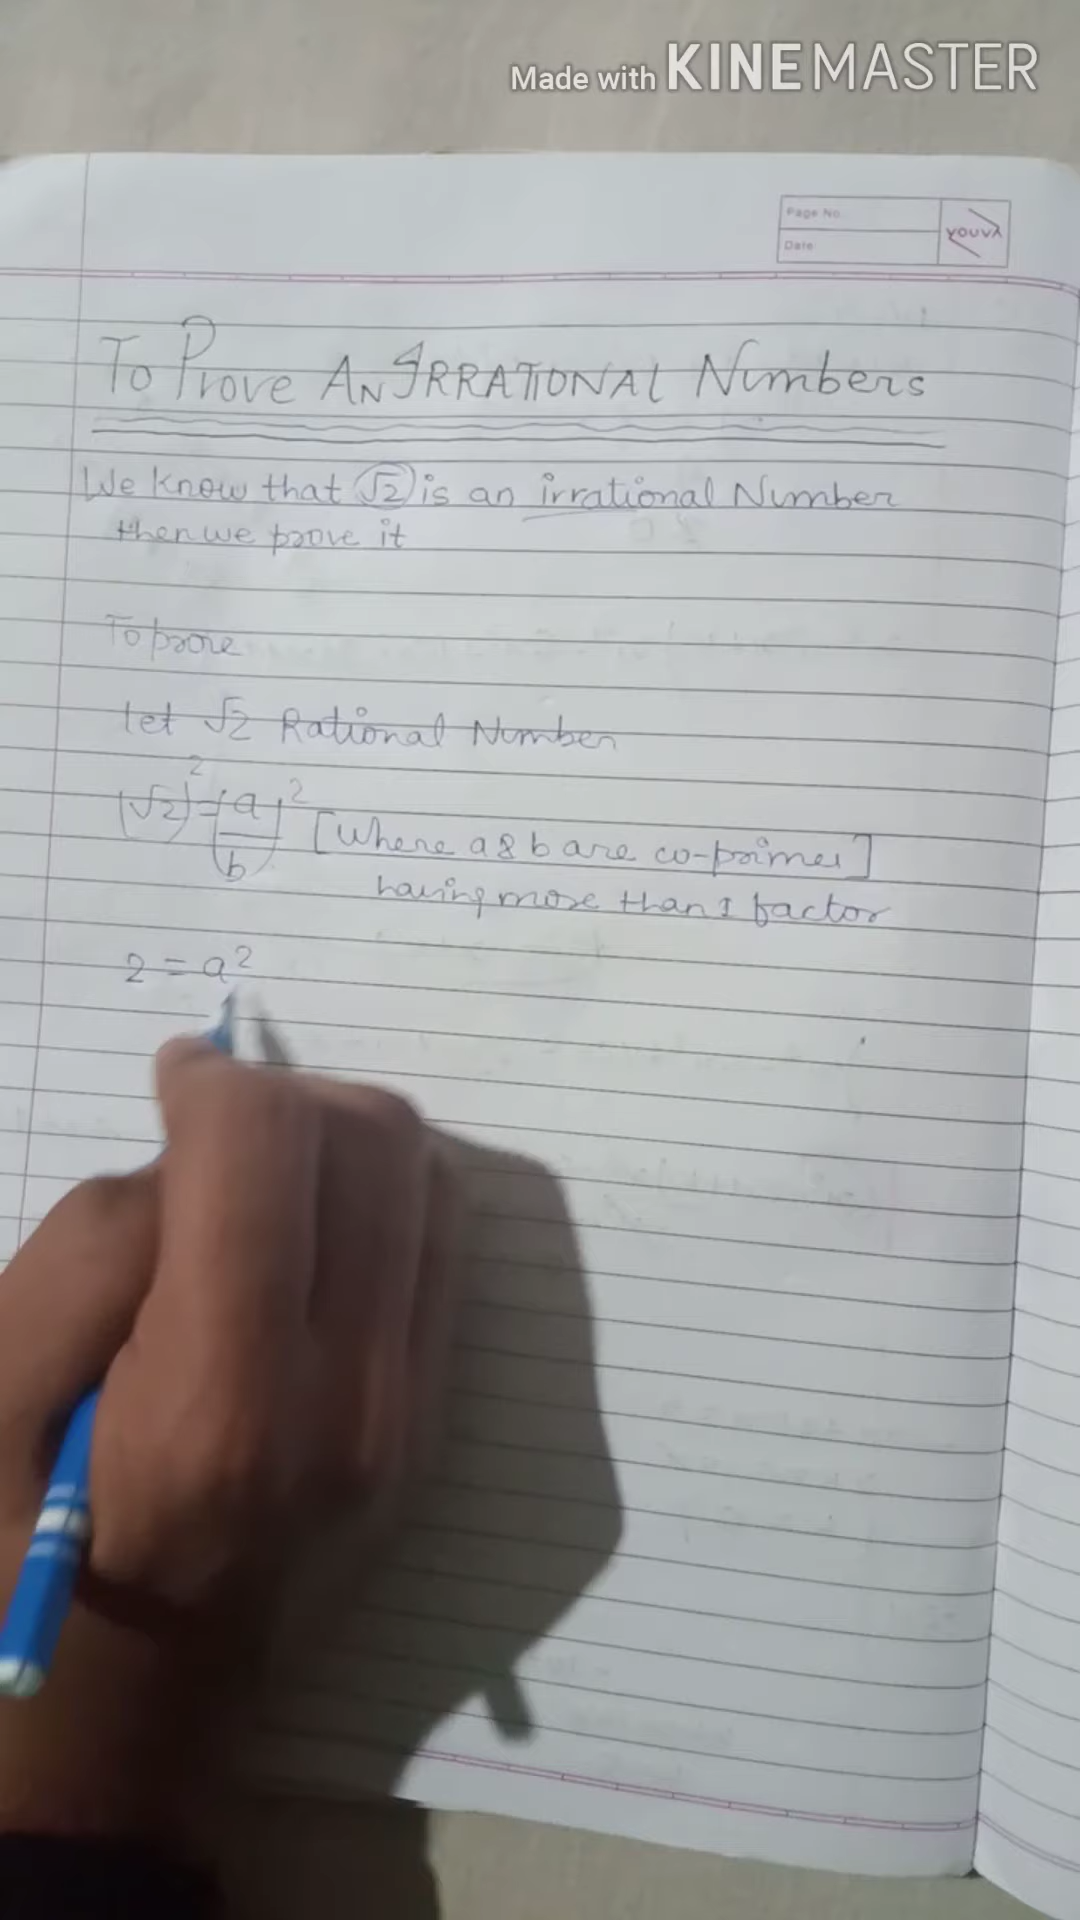 Made with KINEMASTER
Page No.
Date
YOUVA
To Prove AN IRRATIONAL Numbers
We know that √2 is an irrational Number
then we prove it
To prove
let √2 Rational Number
(√2)² = (a/b)² [Where a & b are co-primes]
having more than 1 factor
2 = a²